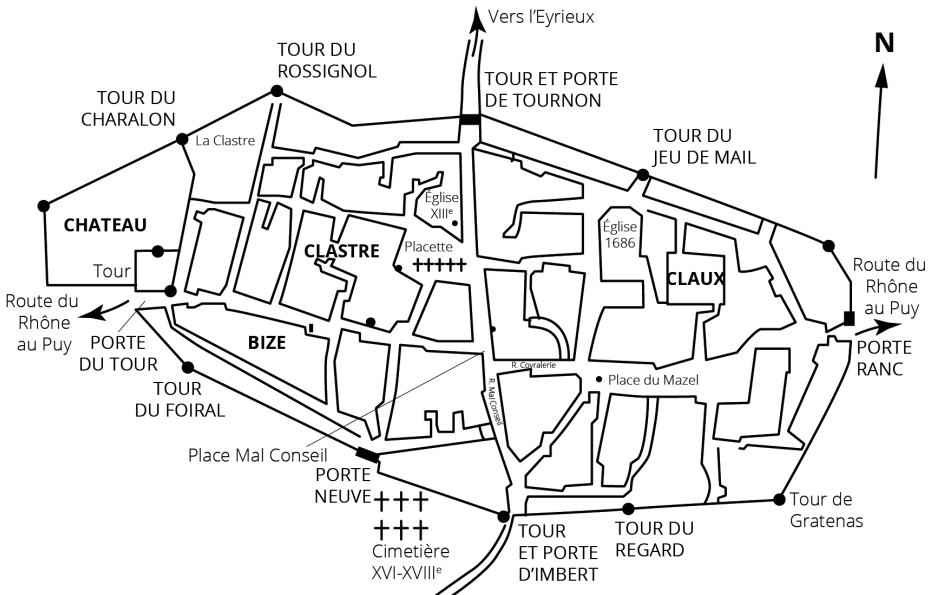 Vers l’Eyrieux
N
TOUR DU
ROSSIGNOL
TOUR ET PORTE
DE TOURNON
TOUR DU
CHARALON
La Clastre
TOUR DU
JEU DE MAIL
Église
XIIIᵉ
CHATEAU
Église
1686
CLASTRE
Placette
Tour
CLAUX
Route du
Rhône
au Puy
Route du
Rhône
au Puy
PORTE
DU TOUR
BIZE
PORTE
RANC
R. Covralerie
Place du Mazel
TOUR
DU FOIRAL
R. Mal Conseil
Place Mal Conseil
PORTE
NEUVE
Cimetière
XVI-XVIIIᵉ
TOUR
ET PORTE
D’IMBERT
TOUR DU
REGARD
Tour de
Gratenas